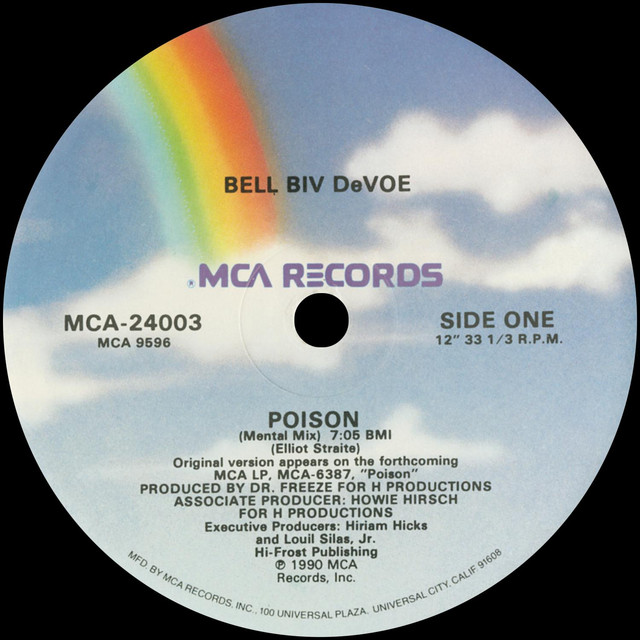 BELL BIV DeVOE
® MCA RECORDS
MCA-24003
MCA 9596
SIDE ONE
12" 33 1/3 R.P.M.
POISON
(Mental Mix) 7:05 BMI
(Elliot Straite)
Original version appears on the forthcoming
MCA LP, MCA-6387, "Poison"
PRODUCED BY DR. FREEZE FOR H PRODUCTIONS
ASSOCIATE PRODUCER: HOWIE HIRSCH
FOR H PRODUCTIONS
Executive Producers: Hiriam Hicks
and Louil Silas, Jr.
Hi-Frost Publishing
℗ 1990 MCA
Records, Inc.
MFD. BY MCA RECORDS, INC., 100 UNIVERSAL PLAZA. UNIVERSAL CITY. CALIF. 91608